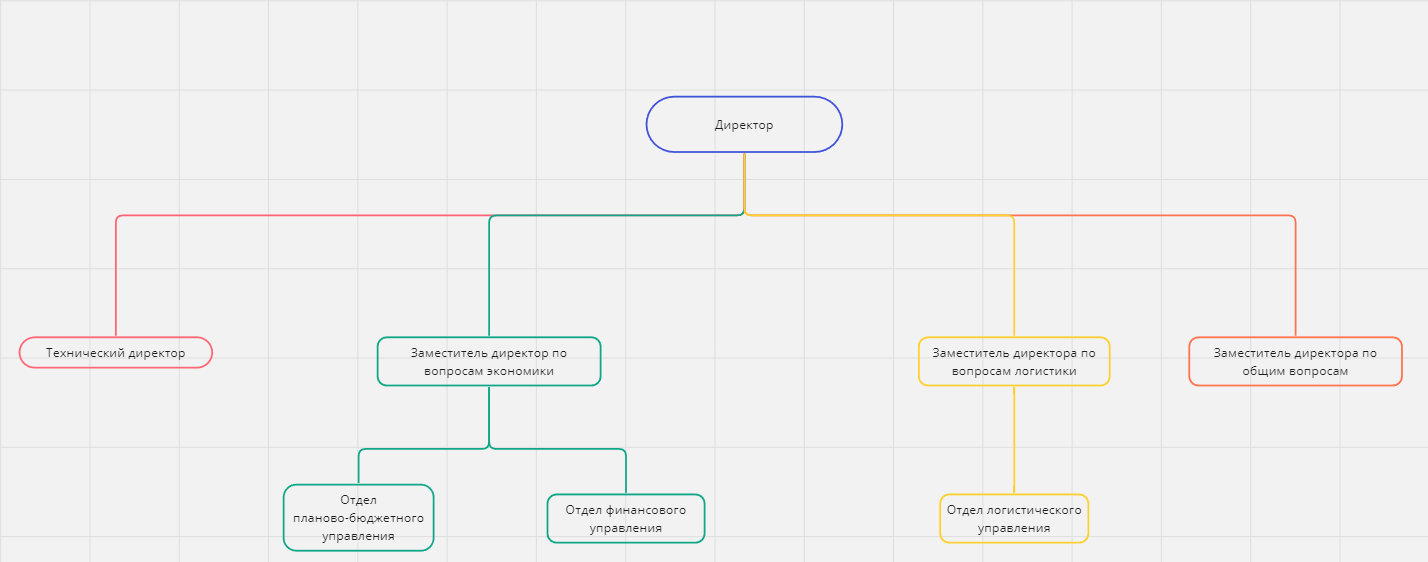 Директор
Технический директор
Заместитель директор по
вопросам экономики
Заместитель директора по
вопросам логистики
Заместитель директора по
общим вопросам
Отдел
планово-бюджетного
управления
Отдел финансового
управления
Отдел логистического
управления